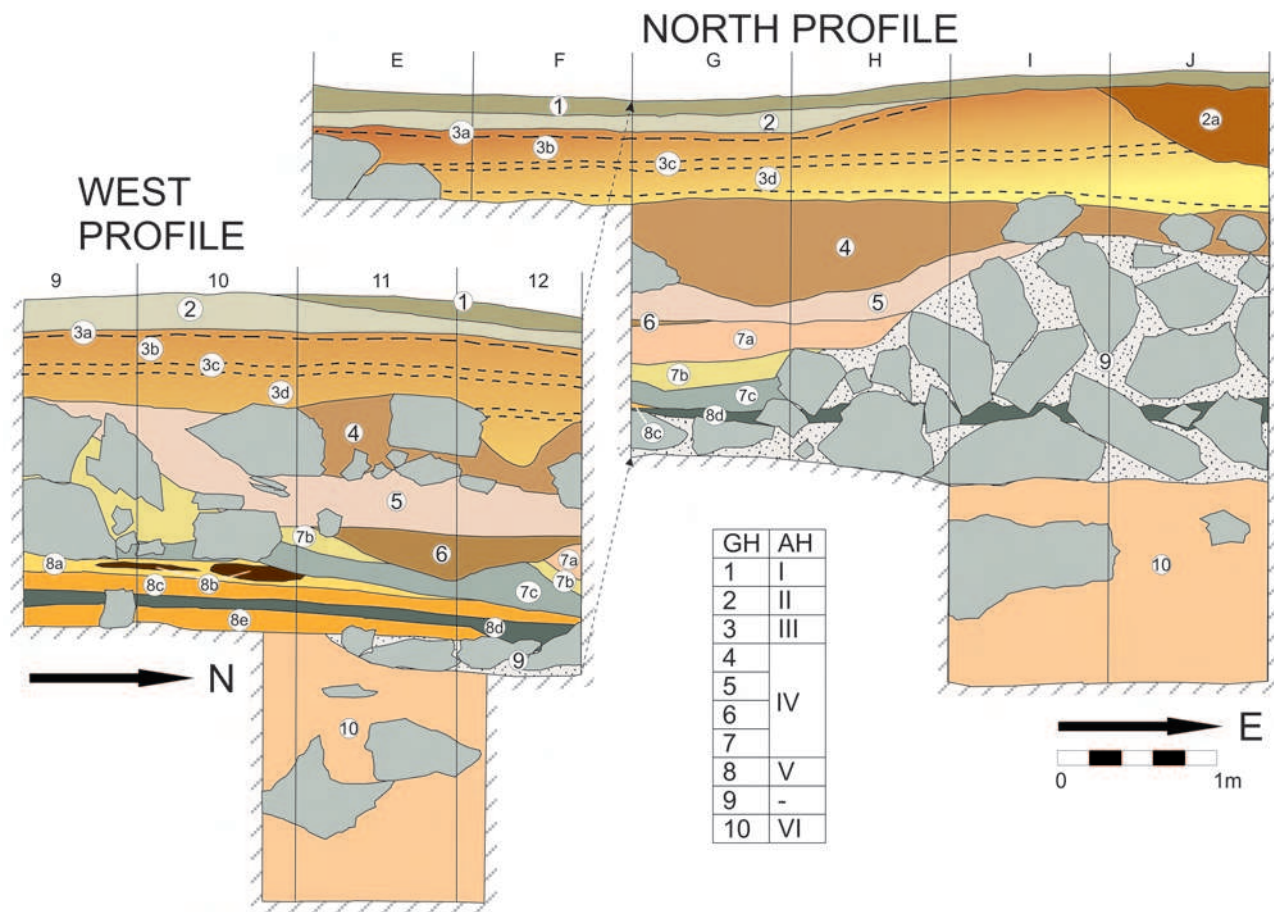 NORTH PROFILE
E F G H I J
1
2
2a
3a
3b
3c
3d
4
5
6
7a
7b
7c
8d
8c
9
10
WEST
PROFILE
9 10 11 12
1
2
3a
3b
3c
3d
4
5
6
7a
7b
7b
7c
8a
8b
8c
8d
8e
9
10
N
GH AH
1 I
2 II
3 III
4
5
6
7
IV
8 V
9 -
10 VI
E
0 1m